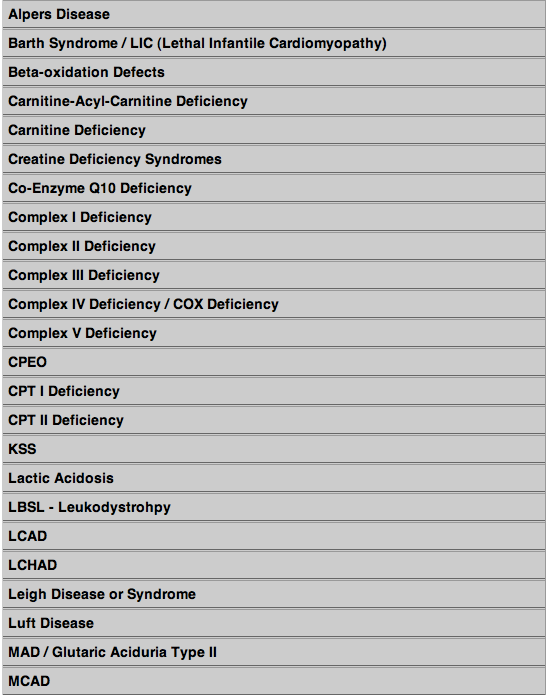 Alpers Disease
Barth Syndrome / LIC (Lethal Infantile Cardiomyopathy)
Beta-oxidation Defects
Carnitine-Acyl-Carnitine Deficiency
Carnitine Deficiency
Creatine Deficiency Syndromes
Co-Enzyme Q10 Deficiency
Complex I Deficiency
Complex II Deficiency
Complex III Deficiency
Complex IV Deficiency / COX Deficiency
Complex V Deficiency
CPEO
CPT I Deficiency
CPT II Deficiency
KSS
Lactic Acidosis
LBSL - Leukodystrohpy
LCAD
LCHAD
Leigh Disease or Syndrome
Luft Disease
MAD / Glutaric Aciduria Type II
MCAD